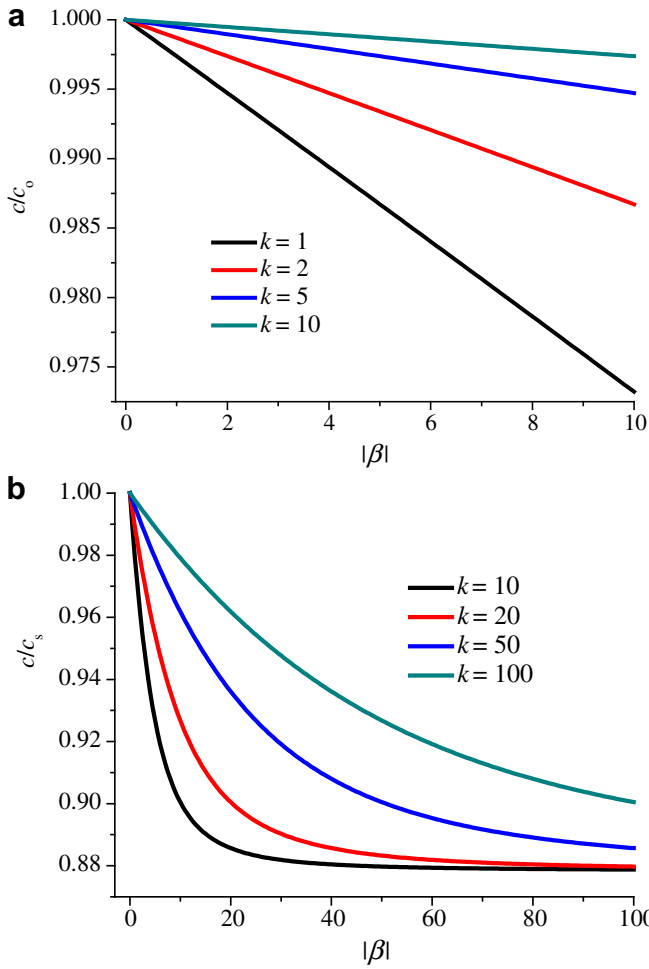 a
1.000
0.995
0.990
0.985
0.980
0.975
c/c₀
k = 1
k = 2
k = 5
k = 10
0 2 4 6 8 10
|β|
b
1.00
0.98
0.96
0.94
0.92
0.90
0.88
c/cₛ
k = 10
k = 20
k = 50
k = 100
0 20 40 60 80 100
|β|